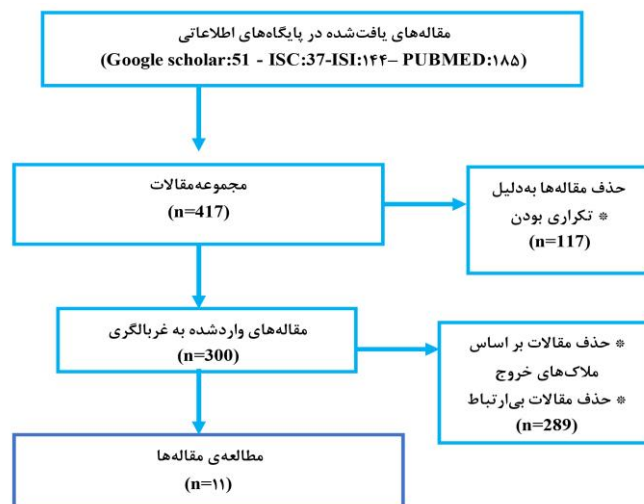 مقاله‌های یافت‌شده در پایگاه‌های اطلاعاتی
(Google scholar:51 - ISC:37-ISI:۱۴۴– PUBMED:۱۸۵)
مجموعه‌مقالات
(n=417)
حذف مقاله‌ها به‌دلیل
* تکراری بودن
(n=117)
مقاله‌های واردشده به غربالگری
(n=300)
* حذف مقالات بر اساس
ملاک‌های خروج
* حذف مقالات بی‌ارتباط
(n=289)
مطالعه‌ی مقاله‌ها
(n=۱۱)